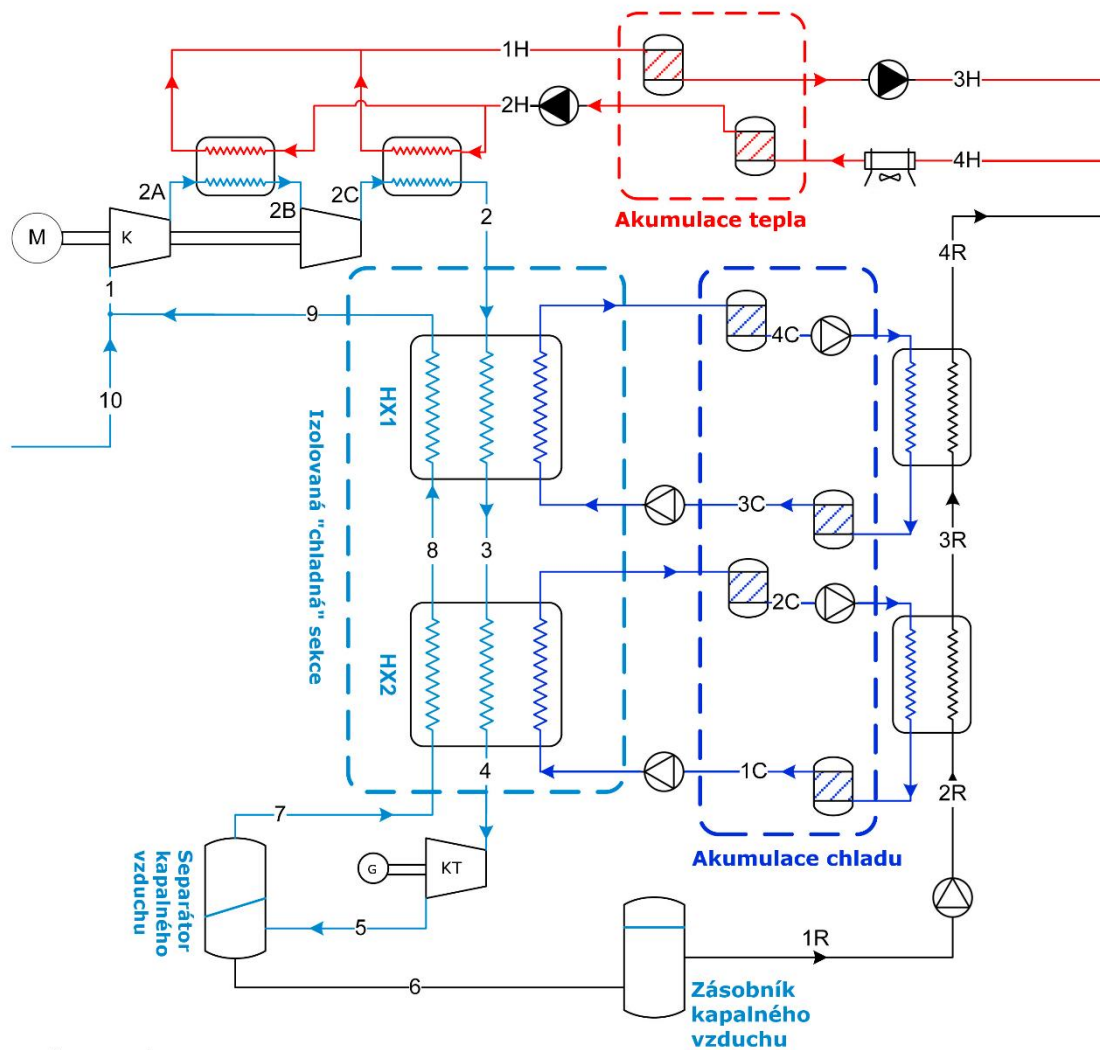 1H
3H
2H
4H
2A
2B
2C
2
Akumulace tepla
M
K
4R
1
9
4C
10
HX1
Izolovaná "chladná" sekce
3C
3R
8
3
2C
HX2
4
1C
2R
7
Akumulace chladu
G
KT
Separátor
kapalného
vzduchu
5
1R
6
Zásobník
kapalného
vzduchu